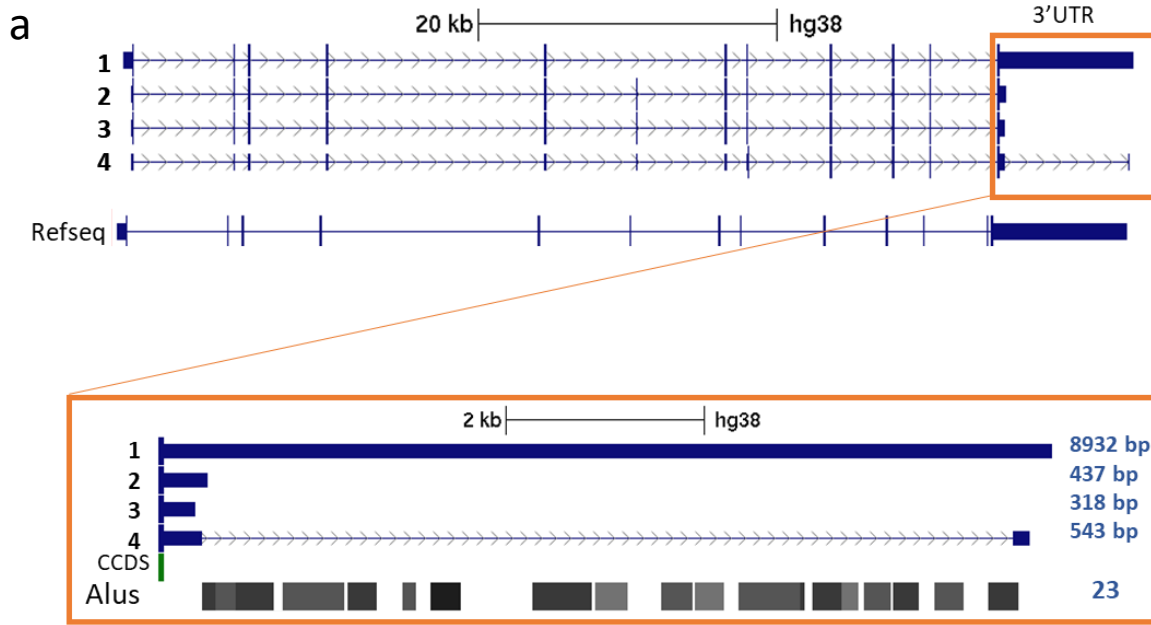 a
20 kb hg38
3'UTR
1
2
3
4
Refseq
2 kb hg38
1 8932 bp
2 437 bp
3 318 bp
4 543 bp
CCDS
Alus 23